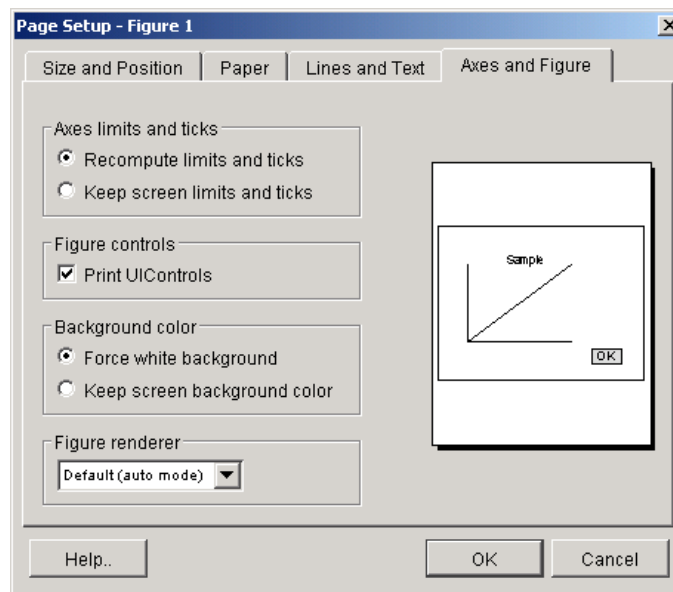 Page Setup - Figure 1
Size and Position
Paper
Lines and Text
Axes and Figure
Axes limits and ticks
Recompute limits and ticks
Keep screen limits and ticks
Figure controls
Print UIControls
Background color
Force white background
Keep screen background color
Figure renderer
Default (auto mode)
Sample
OK
Help..
OK
Cancel